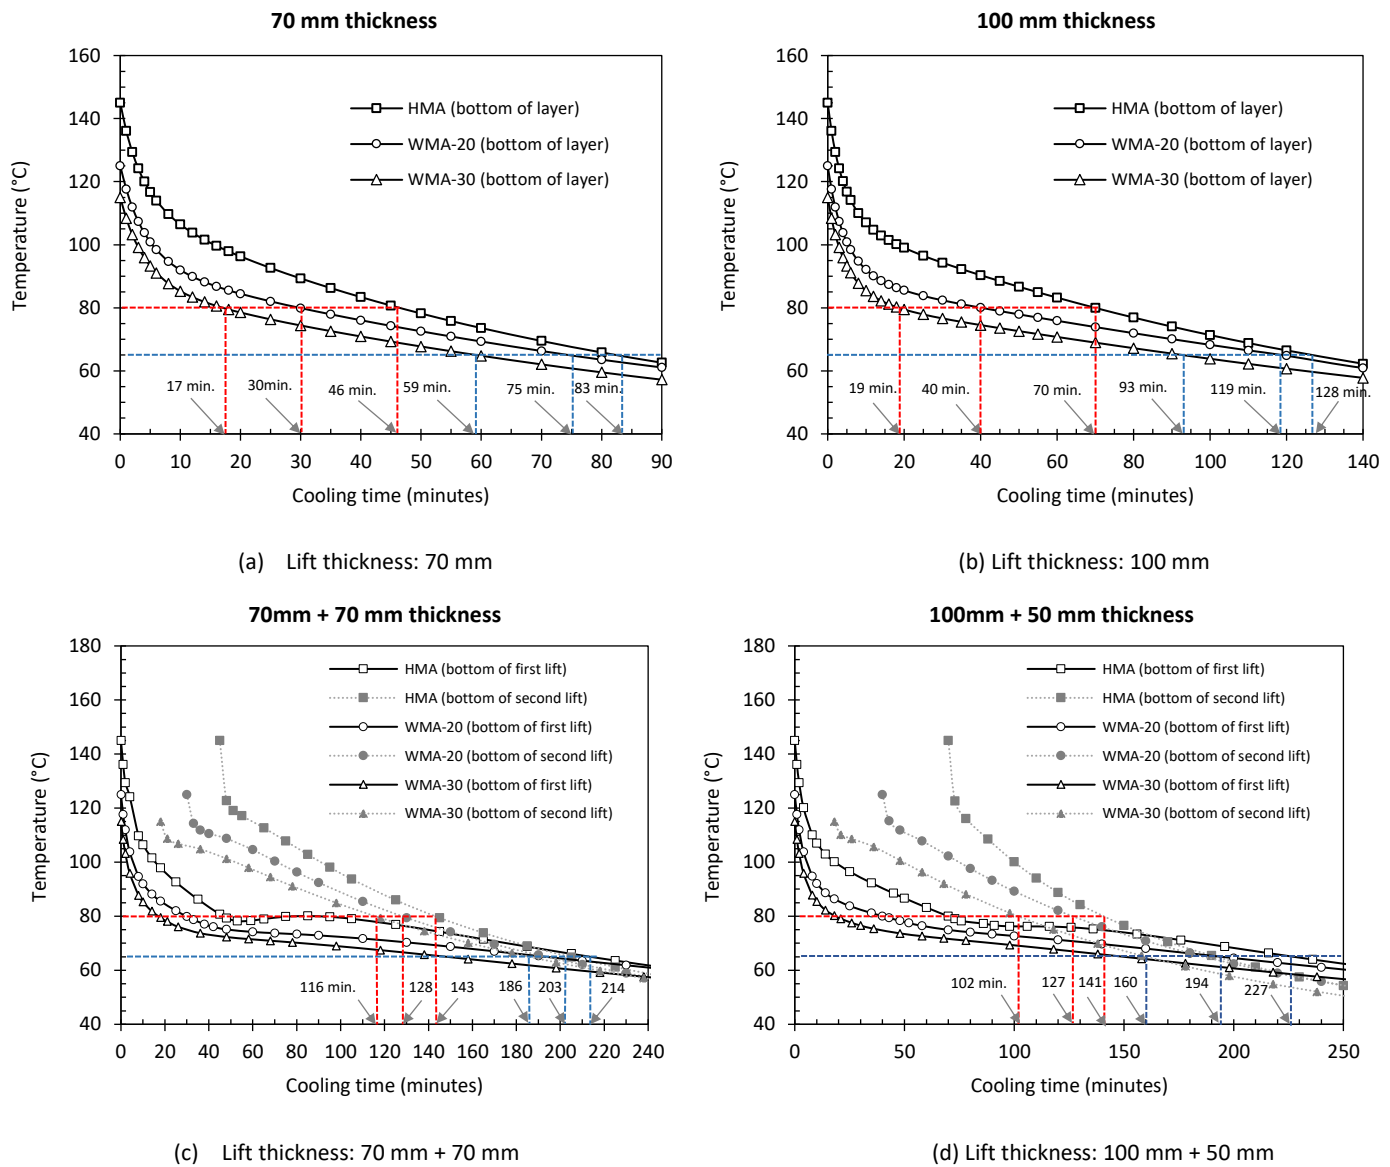 70 mm thickness
160
140
120
100
80
60
40
Temperature (°C)
HMA (bottom of layer)
WMA-20 (bottom of layer)
WMA-30 (bottom of layer)
17 min.
30min.
46 min.
59 min.
75 min.
83 min.
0 10 20 30 40 50 60 70 80 90
Cooling time (minutes)
(a) Lift thickness: 70 mm
100 mm thickness
160
140
120
100
80
60
40
Temperature (°C)
HMA (bottom of layer)
WMA-20 (bottom of layer)
WMA-30 (bottom of layer)
19 min.
40 min.
70 min.
93 min.
119 min.
128 min.
0 20 40 60 80 100 120 140
Cooling time (minutes)
(b) Lift thickness: 100 mm
70mm + 70 mm thickness
180
160
140
120
100
80
60
40
Temperature (°C)
HMA (bottom of first lift)
HMA (bottom of second lift)
WMA-20 (bottom of first lift)
WMA-20 (bottom of second lift)
WMA-30 (bottom of first lift)
WMA-30 (bottom of second lift)
116 min.
128
143
186
203
214
0 20 40 60 80 100 120 140 160 180 200 220 240
Cooling time (minutes)
(c) Lift thickness: 70 mm + 70 mm
100mm + 50 mm thickness
180
160
140
120
100
80
60
40
Temperature (°C)
HMA (bottom of first lift)
HMA (bottom of second lift)
WMA-20 (bottom of first lift)
WMA-20 (bottom of second lift)
WMA-30 (bottom of first lift)
WMA-30 (bottom of second lift)
102 min.
127
141
160
194
227
0 50 100 150 200 250
Cooling time (minutes)
(d) Lift thickness: 100 mm + 50 mm